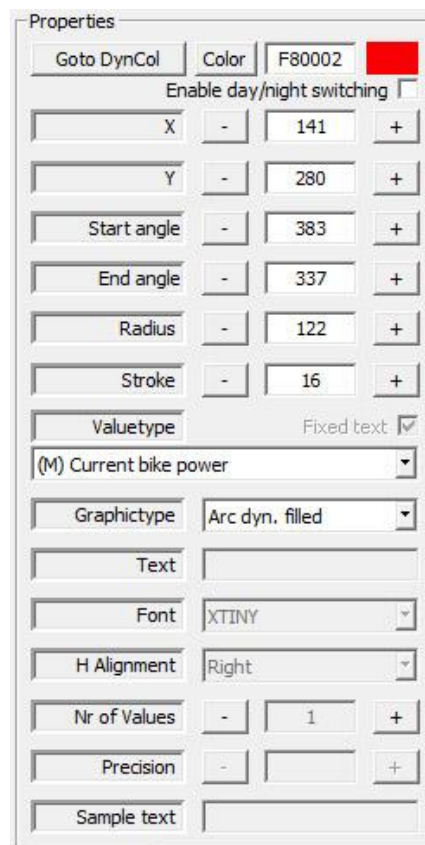 Properties
Goto DynCol Color F80002
Enable day/night switching
X - 141 +
Y - 280 +
Start angle - 383 +
End angle - 337 +
Radius - 122 +
Stroke - 16 +
Valuetype Fixed text
(M) Current bike power
Graphictype Arc dyn. filled
Text
Font XTINY
H Alignment Right
Nr of Values - 1 +
Precision - +
Sample text